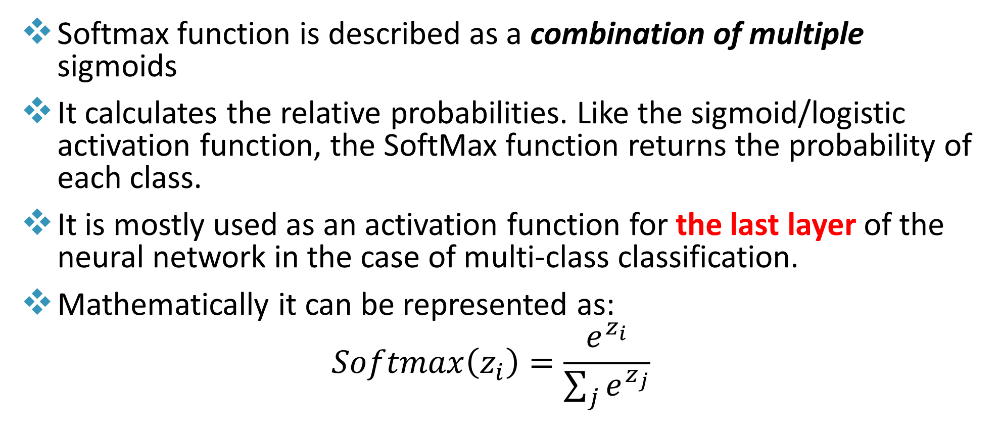 ❖ Softmax function is described as a combination of multiple
sigmoids
❖ It calculates the relative probabilities. Like the sigmoid/logistic
activation function, the SoftMax function returns the probability of
each class.
❖ It is mostly used as an activation function for the last layer of the
neural network in the case of multi-class classification.
❖ Mathematically it can be represented as:
$Softmax(z_i) = \frac{e^{z_i}}{\sum_j e^{z_j}}$